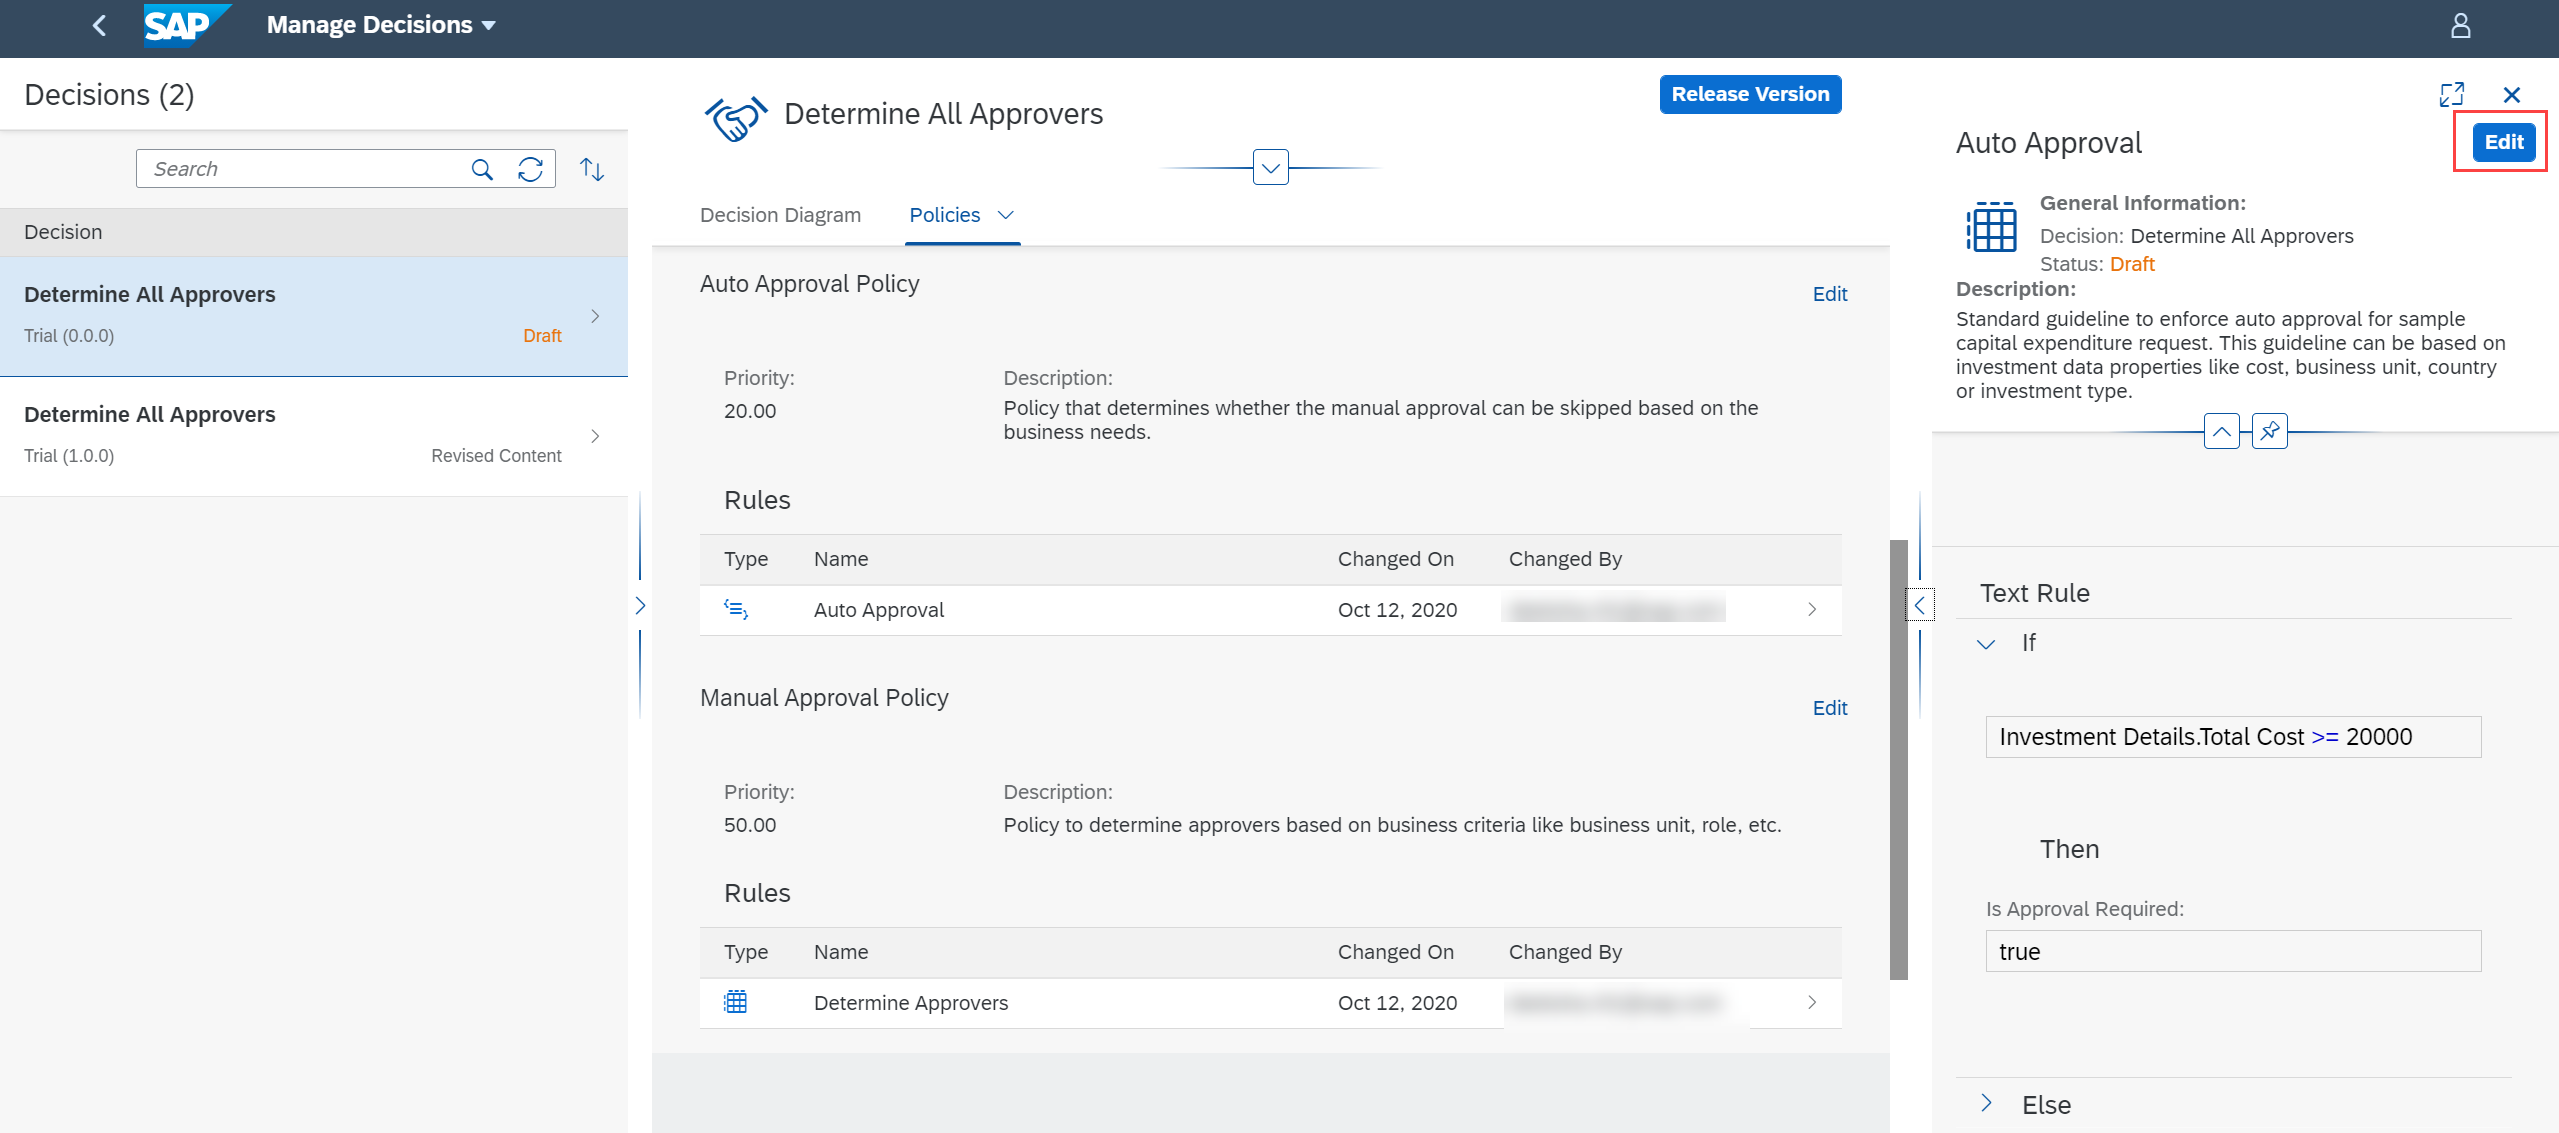 SAP
Manage Decisions
Decisions (2)
Search
Decision
Determine All Approvers
Trial (0.0.0)
Draft
Determine All Approvers
Trial (1.0.0)
Revised Content
Determine All Approvers
Release Version
Decision Diagram
Policies
Auto Approval Policy
Edit
Priority:
20.00
Description:
Policy that determines whether the manual approval can be skipped based on the
business needs.
Rules
Type Name Changed On Changed By
Auto Approval Oct 12, 2020
Manual Approval Policy
Edit
Priority:
50.00
Description:
Policy to determine approvers based on business criteria like business unit, role, etc.
Rules
Type Name Changed On Changed By
Determine Approvers Oct 12, 2020
Auto Approval
Edit
General Information:
Decision: Determine All Approvers
Status: Draft
Description:
Standard guideline to enforce auto approval for sample
capital expenditure request. This guideline can be based on
investment data properties like cost, business unit, country
or investment type.
Text Rule
If
Investment Details.Total Cost >= 20000
Then
Is Approval Required:
true
Else